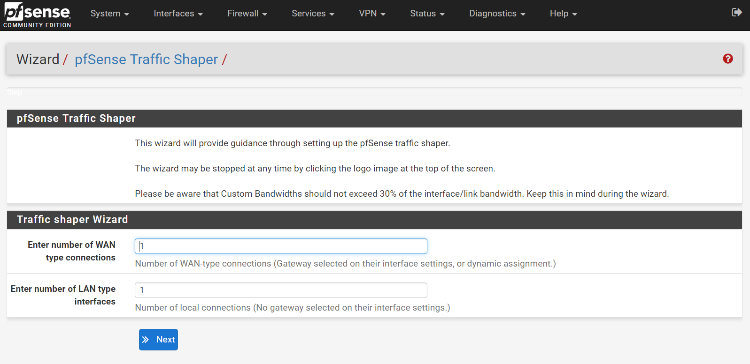 pfsense
COMMUNITY EDITION
System Interfaces Firewall Services VPN Status Diagnostics Help
Wizard / pfSense Traffic Shaper /
pfSense Traffic Shaper
This wizard will provide guidance through setting up the pfSense traffic shaper.
The wizard may be stopped at any time by clicking the logo image at the top of the screen.
Please be aware that Custom Bandwidths should not exceed 30% of the interface/link bandwidth. Keep this in mind during the wizard.
Traffic shaper Wizard
Enter number of WAN
type connections
1
Number of WAN-type connections (Gateway selected on their interface settings, or dynamic assignment.)
Enter number of LAN type
interfaces
1
Number of local connections (No gateway selected on their interface settings.)
Next